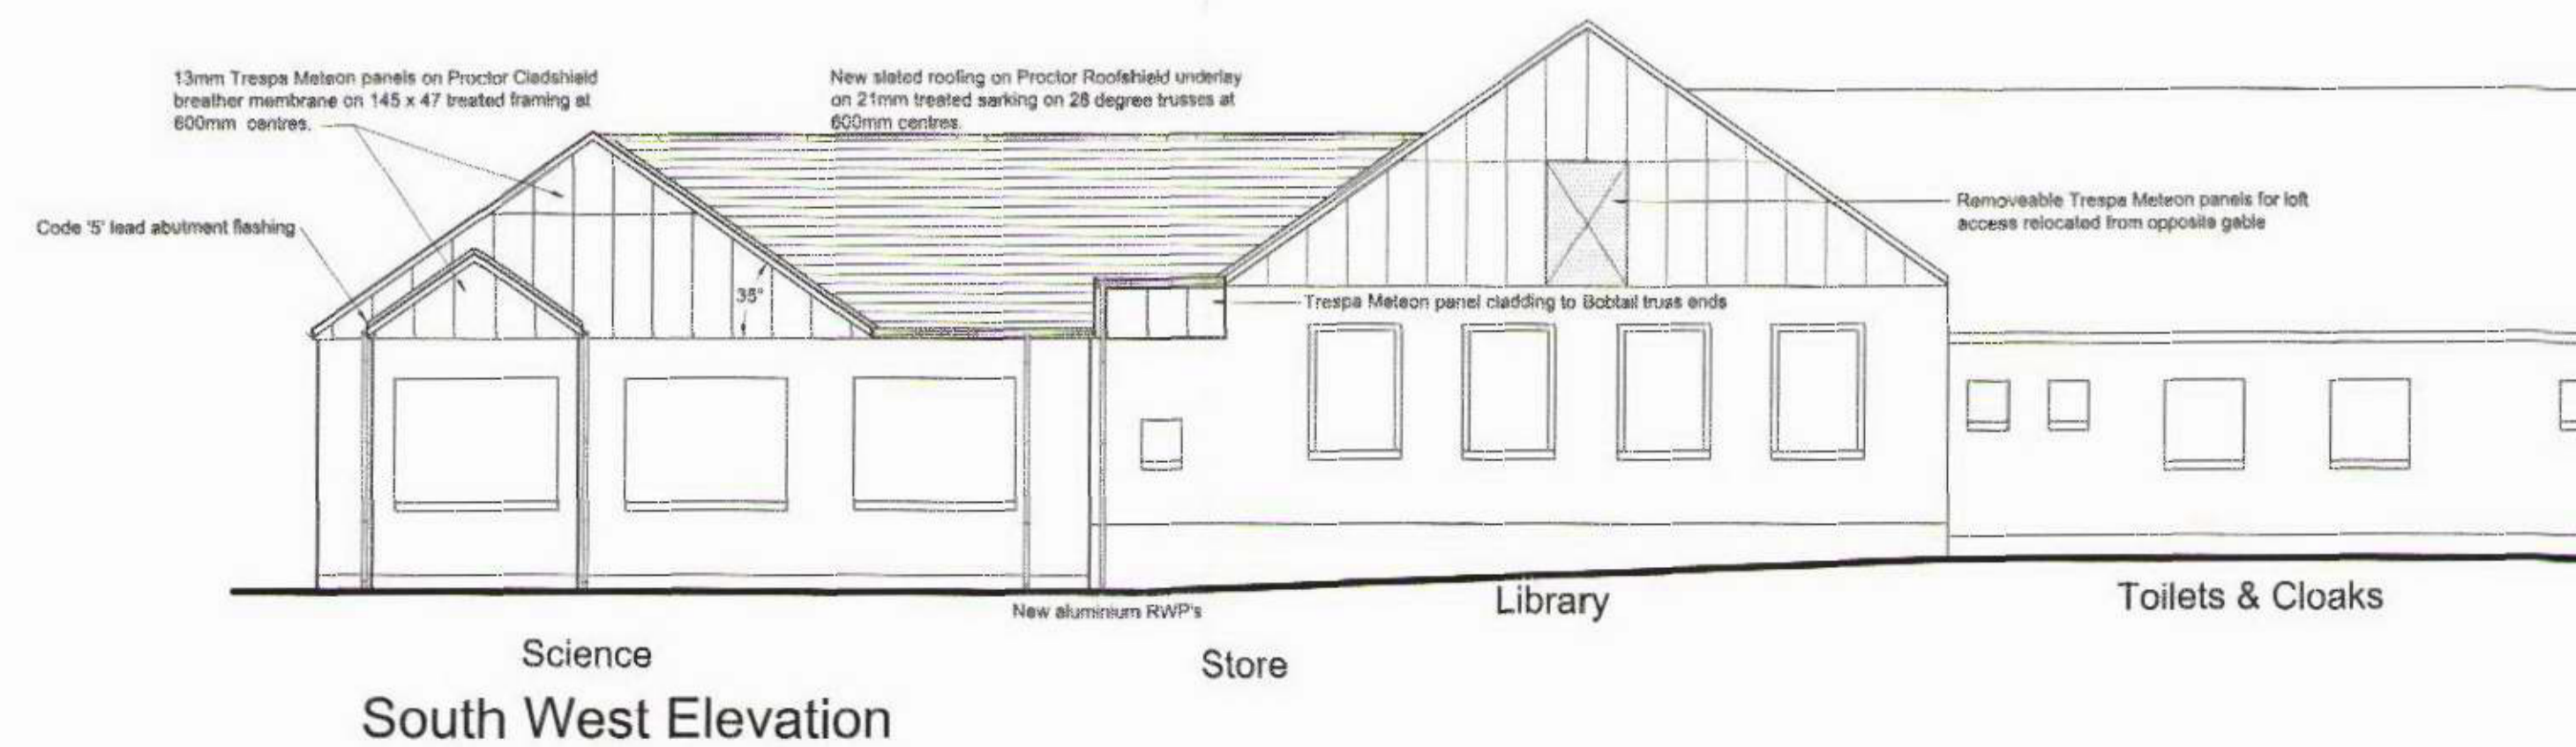 13mm Trespa Meteon panels on Proctor Cladshield
breather membrane on 145 x 47 treated framing at
600mm centres.
New slated roofing on Proctor Roofshield underlay
on 21mm treated sarking on 28 degree trusses at
600mm centres.
Code '5' lead abutment flashing
35°
Removeable Trespa Meteon panels for loft
access relocated from opposite gable
Trespa Meteon panel cladding to Bobtail truss ends
New aluminium RWP's
Library
Toilets & Cloaks
Science
Store
South West Elevation